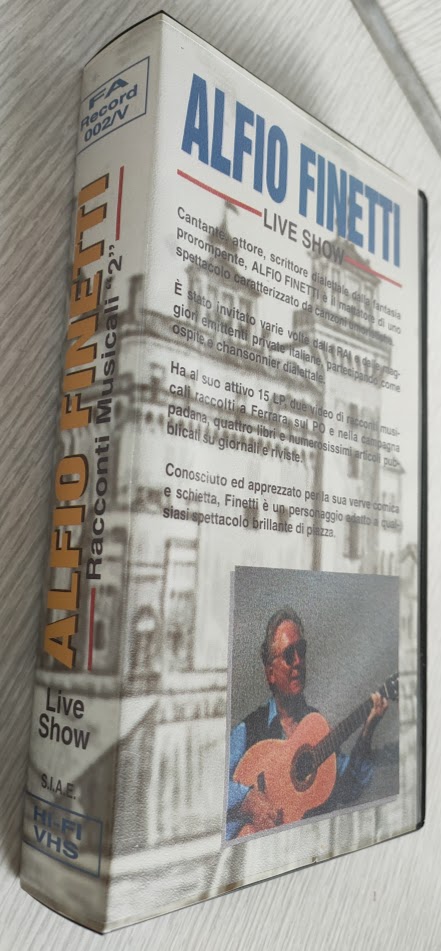 FA
Record
002/V
ALFIO FINETTI
Racconti Musicali "2"
Live
Show
S.I.A.E.
HI-FI
VHS
ALFIO FINETTI
LIVE SHOW
Cantante, attore, scrittore dialettale dalla fantasia
prorompente, ALFIO FINETTI è il mattatore di uno
spettacolo caratterizzato da canzoni
È stato invitato varie volte dalla RAI e dalle mag-
giori emittenti private italiane, partecipando come
ospite e chansonnier dialettale.
Ha al suo attivo 15 LP, due video di racconti musi-
cali raccolti a Ferrara, sul PO e nella campagna
padana, quattro libri e numerosissimi articoli pub-
blicati su giornali e riviste.
Conosciuto ed apprezzato per la sua verve comica
e schietta, Finetti è un personaggio adatto a qual-
siasi spettacolo brillante di piazza.